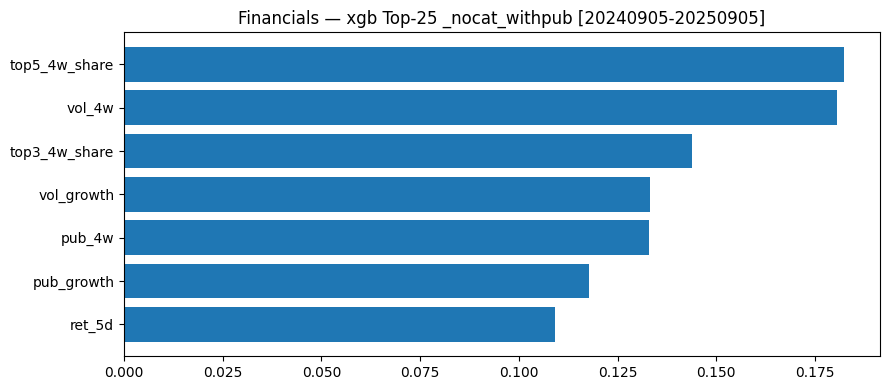 Financials — xgb Top-25 _nocat_withpub [20240905-20250905]
top5_4w_share
vol_4w
top3_4w_share
vol_growth
pub_4w
pub_growth
ret_5d
0.000 0.025 0.050 0.075 0.100 0.125 0.150 0.175